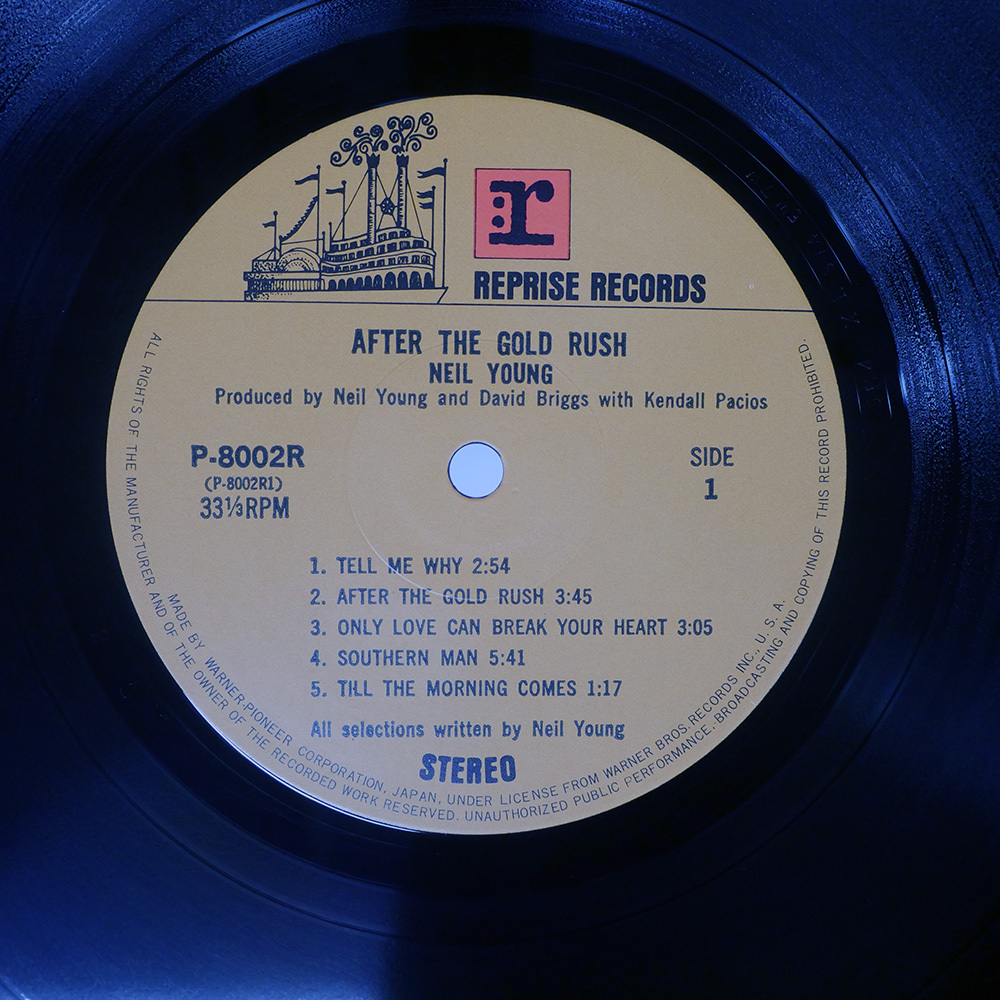 r
REPRISE RECORDS
AFTER THE GOLD RUSH
NEIL YOUNG
Produced by Neil Young and David Briggs with Kendall Pacios
P-8002R
(P-8002R1)
33⅓RPM
SIDE
1
1. TELL ME WHY 2:54
2. AFTER THE GOLD RUSH 3:45
3. ONLY LOVE CAN BREAK YOUR HEART 3:05
4. SOUTHERN MAN 5:41
5. TILL THE MORNING COMES 1:17
All selections written by Neil Young
STEREO
MADE BY WARNER-PIONEER CORPORATION, JAPAN, UNDER LICENSE FROM WARNER BROS. RECORDS INC., U. S. A.
ALL RIGHTS OF THE MANUFACTURER AND OF THE OWNER OF THE RECORDED WORK RESERVED. UNAUTHORIZED PUBLIC PERFORMANCE, BROADCASTING AND COPYING OF THIS RECORD PROHIBITED.